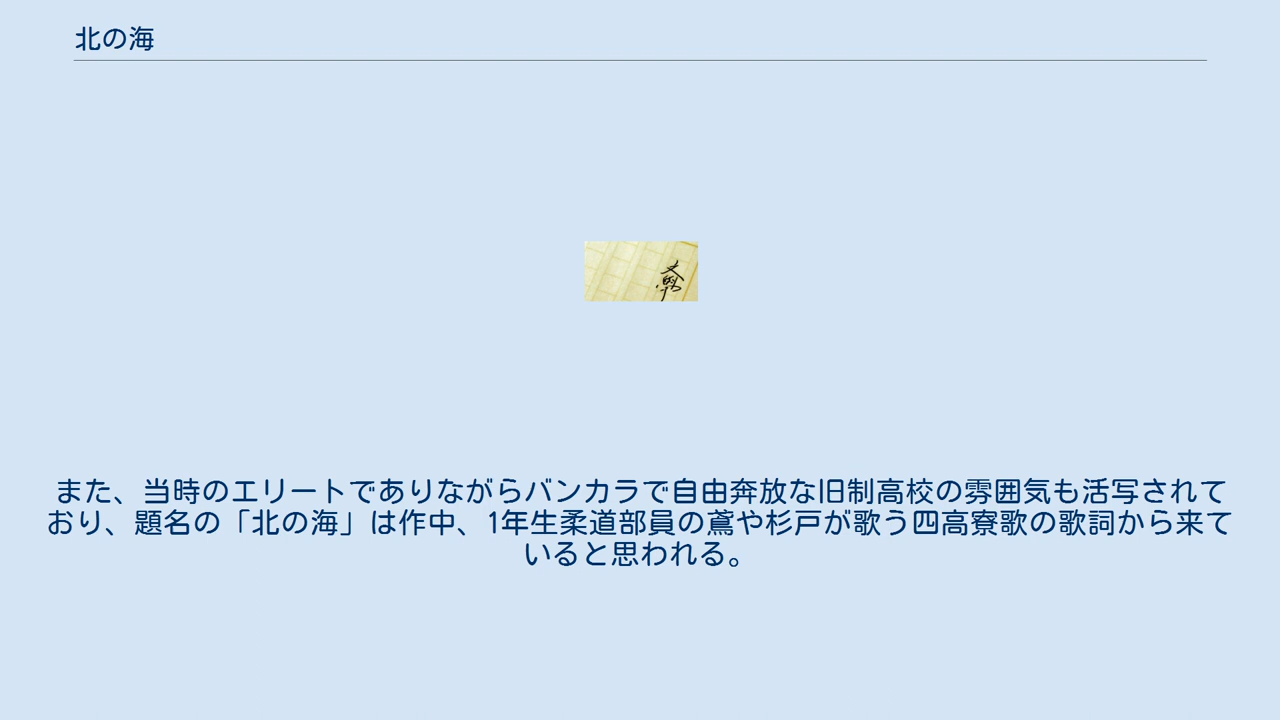 北の海
また、当時のエリートでありながらバンカラで自由奔放な旧制高校の雰囲気も活写されて
おり、題名の「北の海」は作中、1年生柔道部員の鳶や杉戸が歌う四高寮歌の歌詞から来て
いると思われる。